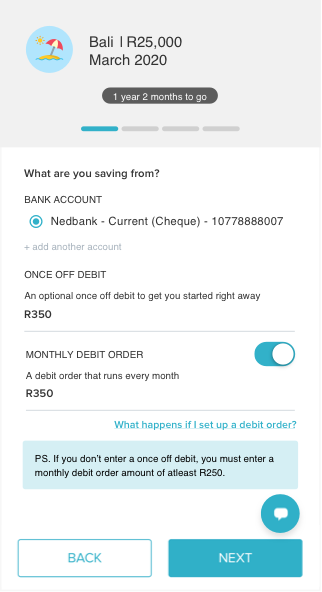 Bali | R25,000
March 2020
1 year 2 months to go
What are you saving from?
BANK ACCOUNT
Nedbank - Current (Cheque) - 10778888007
+ add another account
ONCE OFF DEBIT
An optional once off debit to get you started right away
R350
MONTHLY DEBIT ORDER
A debit order that runs every month
R350
What happens if I set up a debit order?
PS. If you don’t enter a once off debit, you must enter a
monthly debit order amount of atleast R250.
BACK
NEXT